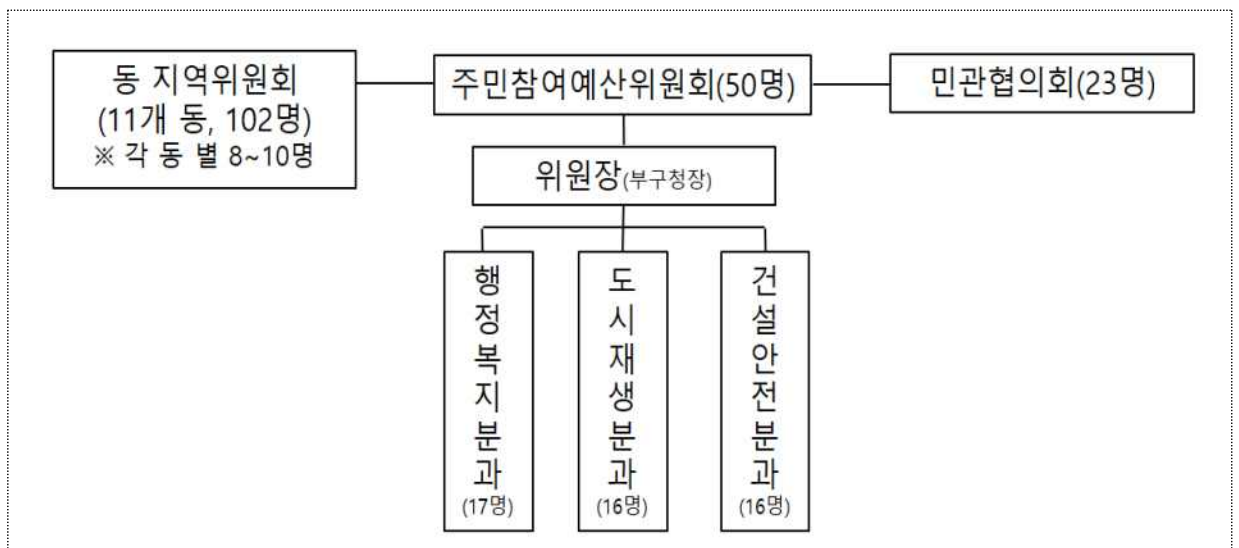 동 지역위원회
(11개 동, 102명)
※ 각 동 별 8~10명
주민참여예산위원회(50명)
민관협의회(23명)
위원장(부구청장)
행정복지분과
(17명)
도시재생분과
(16명)
건설안전분과
(16명)